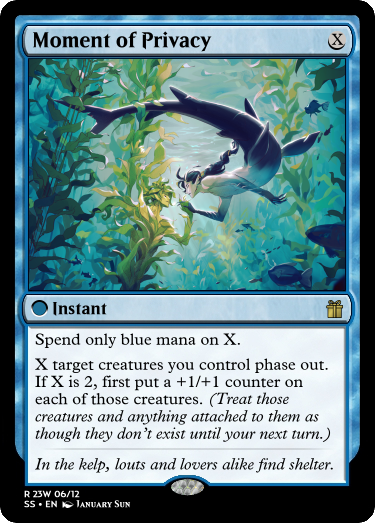 Moment of Privacy X
Instant
Spend only blue mana on X.
X target creatures you control phase out.
If X is 2, first put a +1/+1 counter on
each of those creatures. (Treat those
creatures and anything attached to them as
though they don't exist until your next turn.)
In the kelp, louts and lovers alike find shelter.
R 23W 06/12
SS • EN January Sun